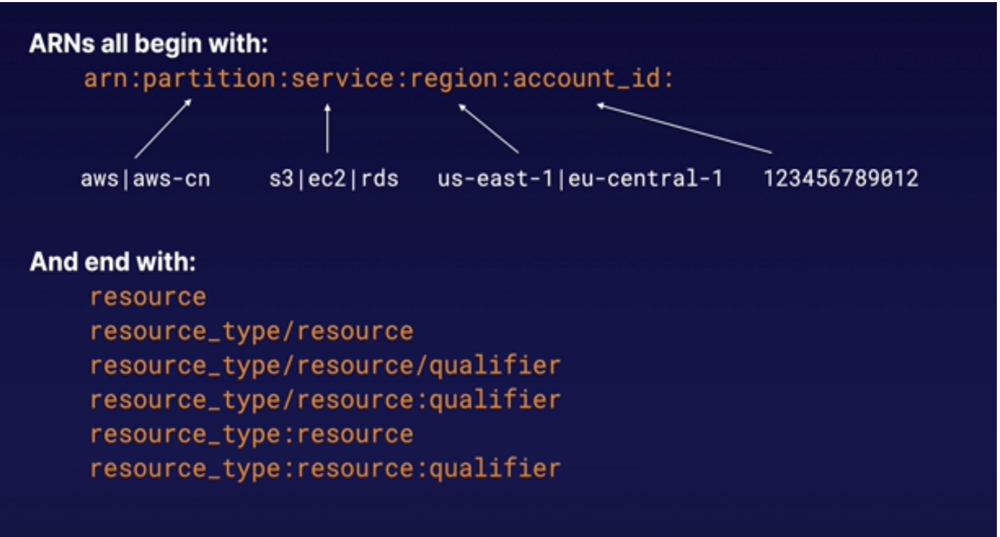 ARNs all begin with:
arn:partition:service:region:account_id:
aws|aws-cn s3|ec2|rds us-east-1|eu-central-1 123456789012
And end with:
resource
resource_type/resource
resource_type/resource/qualifier
resource_type/resource:qualifier
resource_type:resource
resource_type:resource:qualifier